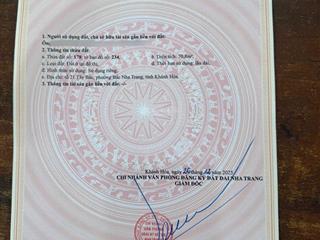 1. Người sử dụng đất, chủ sở hữu tài sản gắn liền với đất:
Ông
2. Thông tin thửa đất:
a. Thửa đất số: 178; tờ bản đồ số: 234, b. Diện tích: 79,8m²
c. Loại đất: Đất ở tại đô thị, d. Thời hạn sử dụng: lâu dài
đ. Hình thức sử dụng: Sử dụng riêng,
e. Địa chỉ: số 21 Tây Bắc, phường Bắc Nha Trang, tỉnh Khánh Hòa.
3. Thông tin tài sản gắn liền với đất: -/-
Khánh Hòa, ngày tháng năm 2025
CHI NHÁNH VĂN PHÒNG ĐĂNG KÝ ĐẤT ĐAI NHA TRANG
GIÁM ĐỐC